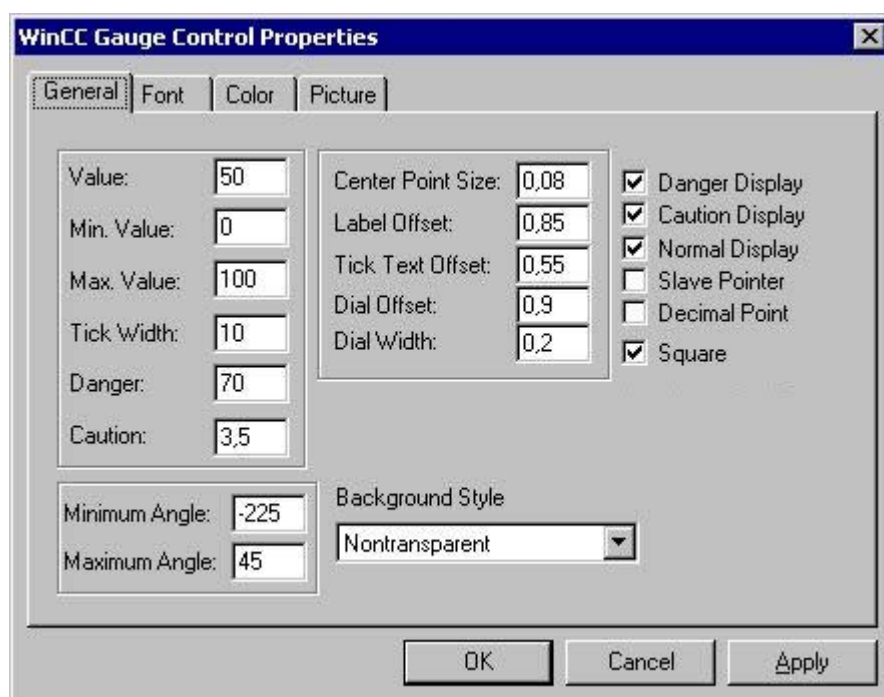 WinCC Gauge Control Properties
General Font Color Picture
Value: 50
Min. Value: 0
Max. Value: 100
Tick Width: 10
Danger: 70
Caution: 3,5
Center Point Size: 0,08
Label Offset: 0,85
Tick Text Offset: 0,55
Dial Offset: 0,9
Dial Width: 0,2
Danger Display
Caution Display
Normal Display
Slave Pointer
Decimal Point
Square
Minimum Angle: -225
Maximum Angle: 45
Background Style
Nontransparent
OK Cancel Apply